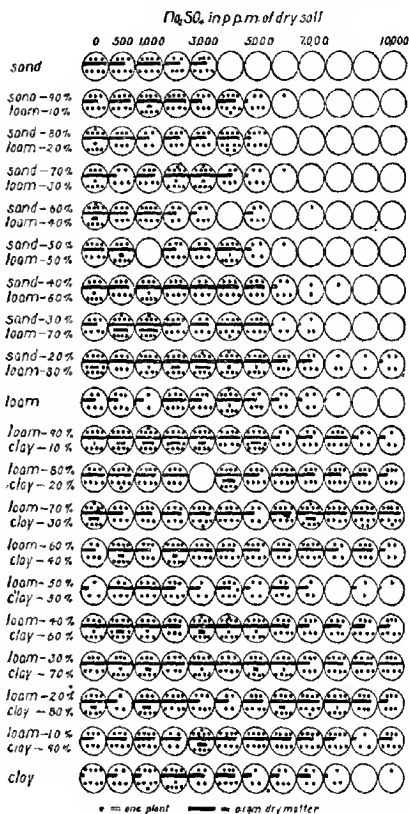 Na₂SO₄ in p.p.m. of dry soil
0 500 1,000 3,000 5,000 7,000 10,000
sand
sand-90%
loam-10%
sand-80%
loam-20%
sand-70%
loam-30%
sand-60%
loam-40%
sand-50%
loam-50%
sand-40%
loam-60%
sand-30%
loam-70%
sand-20%
loam-80%
loam
loam-90%
clay-10%
loam-80%
clay-20%
loam-70%
clay-30%
loam-60%
clay-40%
loam-50%
clay-50%
loam-40%
clay-60%
loam-30%
clay-70%
loam-20%
clay-80%
loam-10%
clay-90%
clay
= one plant = gram dry matter